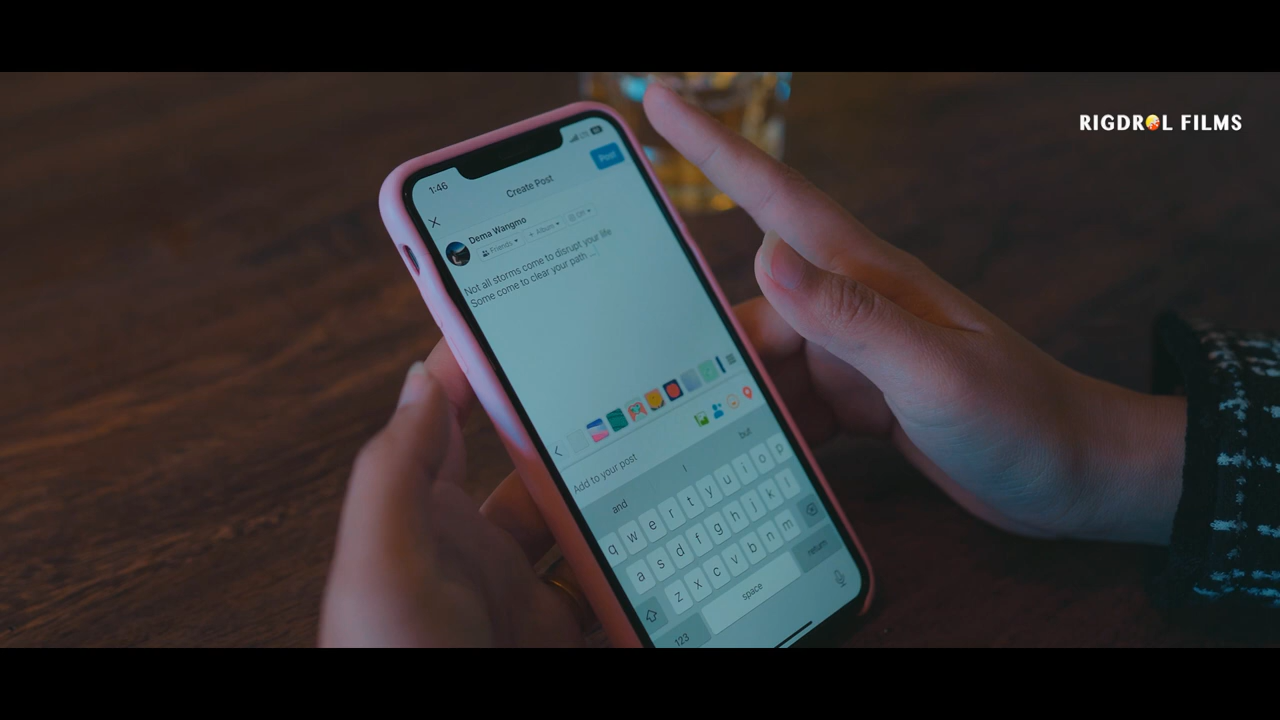 RIGDROL FILMS
1:46
Create Post
Post
Dema Wangmo
Friends
+ Album
Off
Not all storms come to disrupt your life
Some come to clear your path ...
Add to your post
and
I
but
q w e r t y u i o p
a s d f g h j k l
z x c v b n m
123
space
return